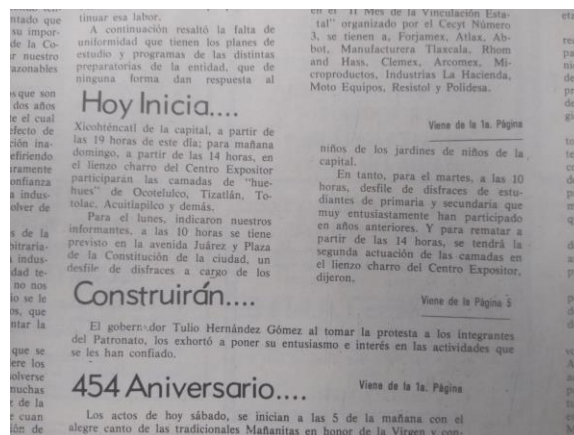 tinuar esa labor.
A continuación resaltó la falta de
uniformidad que tienen los planes de
estudio y programas de las distintas
preparatorias de la entidad, que de
ninguna forma dan respuesta al
en el "II Mes de la Vinculación Esta-
tal" organizado por el Cecyt Número
3, se tienen a, Forjamex, Atlax, Ab-
bot, Manufacturera Tlaxcala, Rhom
and Hass, Clemex, Arcomex, Mi-
croproductos, Industrias La Hacienda,
Moto Equipos, Resistol y Polidesa.
Hoy Inicia....
Viene de la 1a. Página
Xicohténcatl de la capital, a partir de
las 19 horas de este día; para mañana
domingo, a partir de las 14 horas, en
el lienzo charro del Centro Expositor
participarán las camadas de "hue-
hues" de Ocotelulco, Tizatlán, To-
tolac, Acuitlapilco y demás.
Para el lunes, indicaron nuestros
informantes, a las 10 horas se tiene
previsto en la avenida Juárez y Plaza
de la Constitución de la ciudad, un
desfile de disfraces a cargo de los
niños de los jardines de niños de la
capital.
En tanto, para el martes, a las 10
horas, desfile de disfraces de estu-
diantes de primaria y secundaria que
muy entusiastamente han participado
en años anteriores. Y para rematar a
partir de las 14 horas, se tendrá la
segunda actuación de las camadas en
el lienzo charro del Centro Expositor,
dijeron.
Construirán....
Viene de la Página 5
El gobernador Tulio Hernández Gómez al tomar la protesta a los integrantes
del Patronato, los exhortó a poner su entusiasmo e interés en las actividades que
se les han confiado.
454 Aniversario....
Viene de la 1a. Página
Los actos de hoy sábado, se inician a las 5 de la mañana con el
alegre canto de las tradicionales Mañanitas en honor de la Virgen y con-